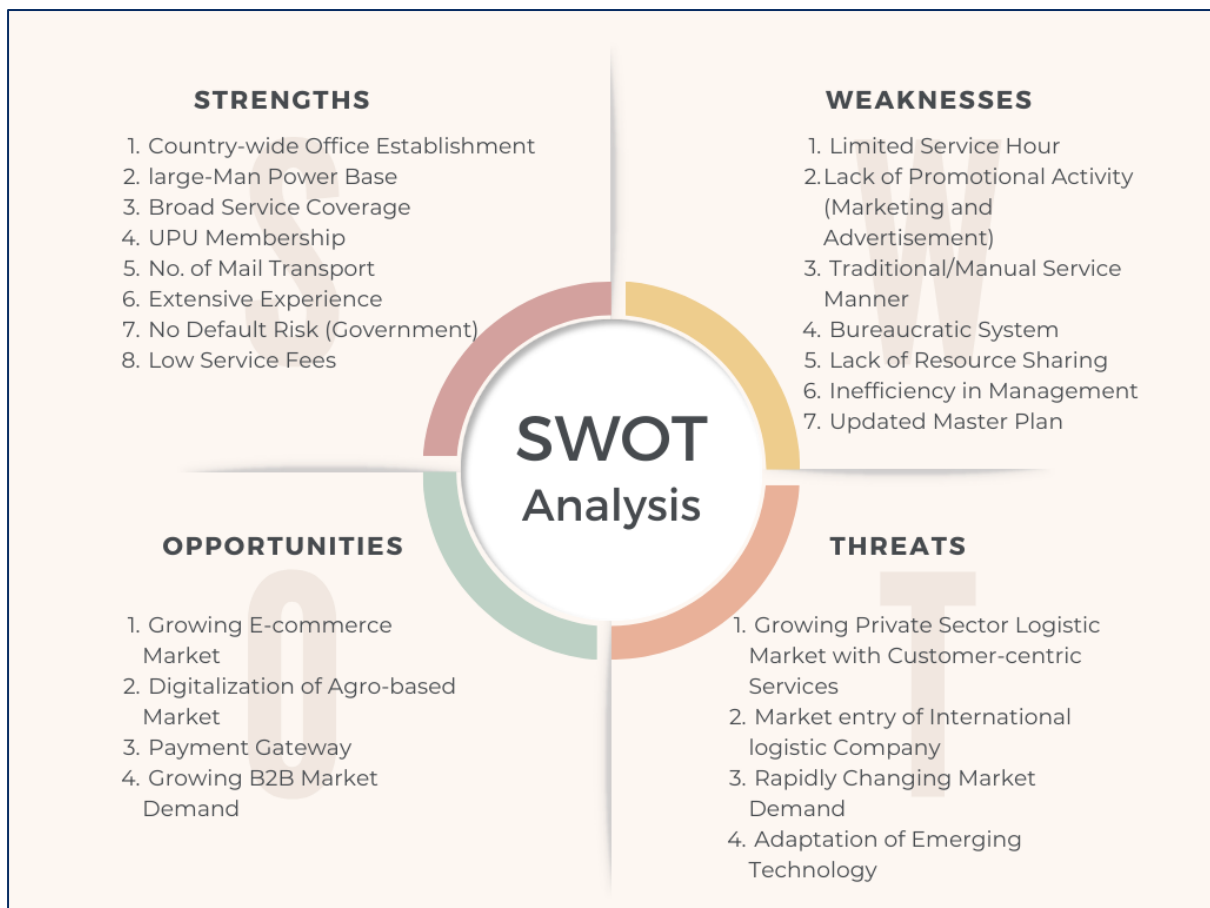 STRENGTHS
1. Country-wide Office Establishment
2. large-Man Power Base
3. Broad Service Coverage
4. UPU Membership
5. No. of Mail Transport
6. Extensive Experience
7. No Default Risk (Government)
8. Low Service Fees
WEAKNESSES
1. Limited Service Hour
2. Lack of Promotional Activity
(Marketing and
Advertisement)
3. Traditional/Manual Service
Manner
4. Bureaucratic System
5. Lack of Resource Sharing
6. Inefficiency in Management
7. Updated Master Plan
SWOT
Analysis
OPPORTUNITIES
1. Growing E-commerce
Market
2. Digitalization of Agro-based
Market
3. Payment Gateway
4. Growing B2B Market
Demand
THREATS
1. Growing Private Sector Logistic
Market with Customer-centric
Services
2. Market entry of International
logistic Company
3. Rapidly Changing Market
Demand
4. Adaptation of Emerging
Technology
S
W
O
T